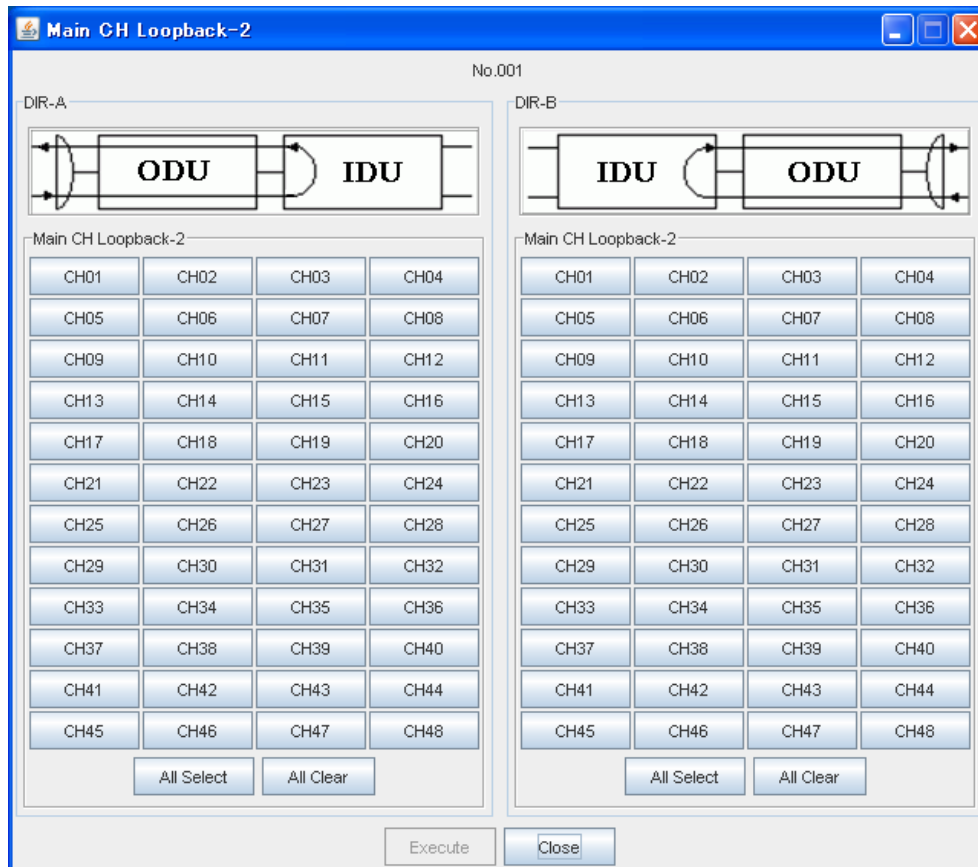 Main CH Loopback-2
No.001
DIR-A
ODU IDU
Main CH Loopback-2
CH01 CH02 CH03 CH04
CH05 CH06 CH07 CH08
CH09 CH10 CH11 CH12
CH13 CH14 CH15 CH16
CH17 CH18 CH19 CH20
CH21 CH22 CH23 CH24
CH25 CH26 CH27 CH28
CH29 CH30 CH31 CH32
CH33 CH34 CH35 CH36
CH37 CH38 CH39 CH40
CH41 CH42 CH43 CH44
CH45 CH46 CH47 CH48
All Select All Clear
DIR-B
IDU ODU
Main CH Loopback-2
CH01 CH02 CH03 CH04
CH05 CH06 CH07 CH08
CH09 CH10 CH11 CH12
CH13 CH14 CH15 CH16
CH17 CH18 CH19 CH20
CH21 CH22 CH23 CH24
CH25 CH26 CH27 CH28
CH29 CH30 CH31 CH32
CH33 CH34 CH35 CH36
CH37 CH38 CH39 CH40
CH41 CH42 CH43 CH44
CH45 CH46 CH47 CH48
All Select All Clear
Execute Close